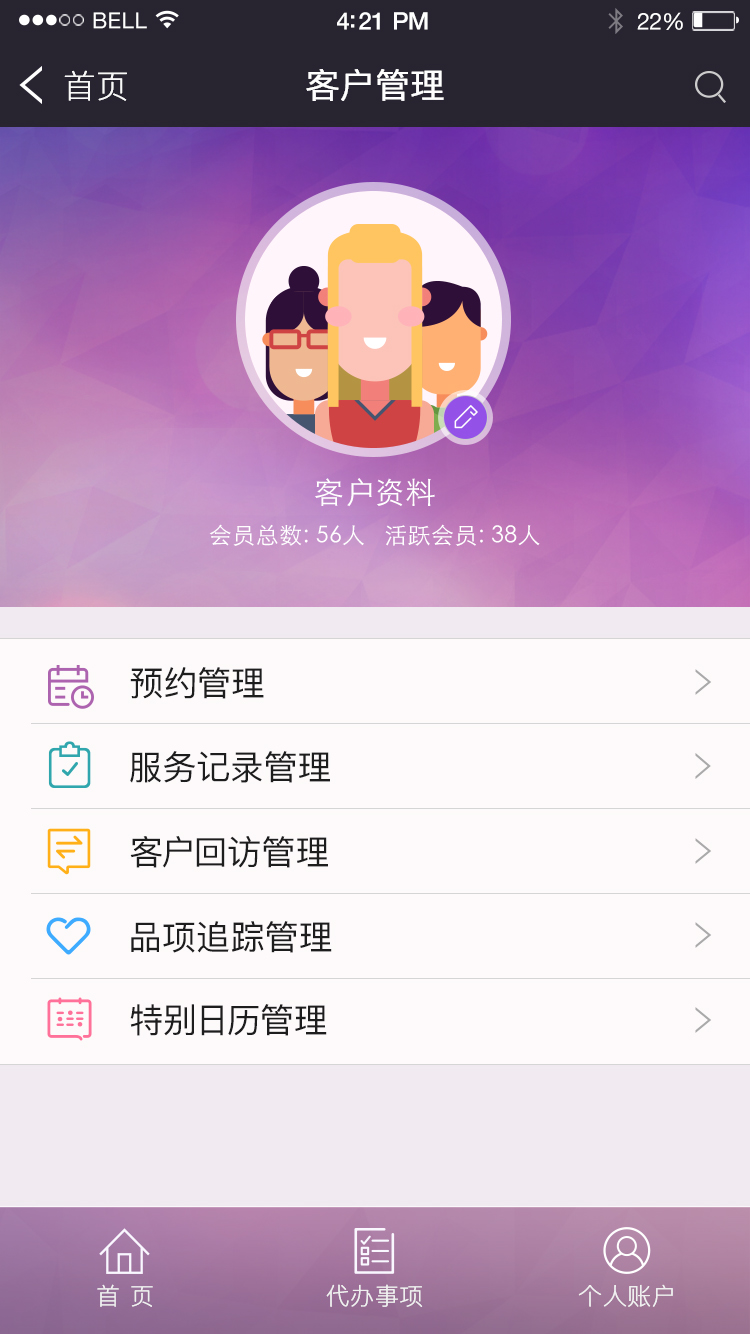 BELL 4:21 PM 22%
首页 客户管理
客户资料
会员总数: 56人 活跃会员: 38人
预约管理
服务记录管理
客户回访管理
品项追踪管理
特别日历管理
首 页 代办事项 个人账户